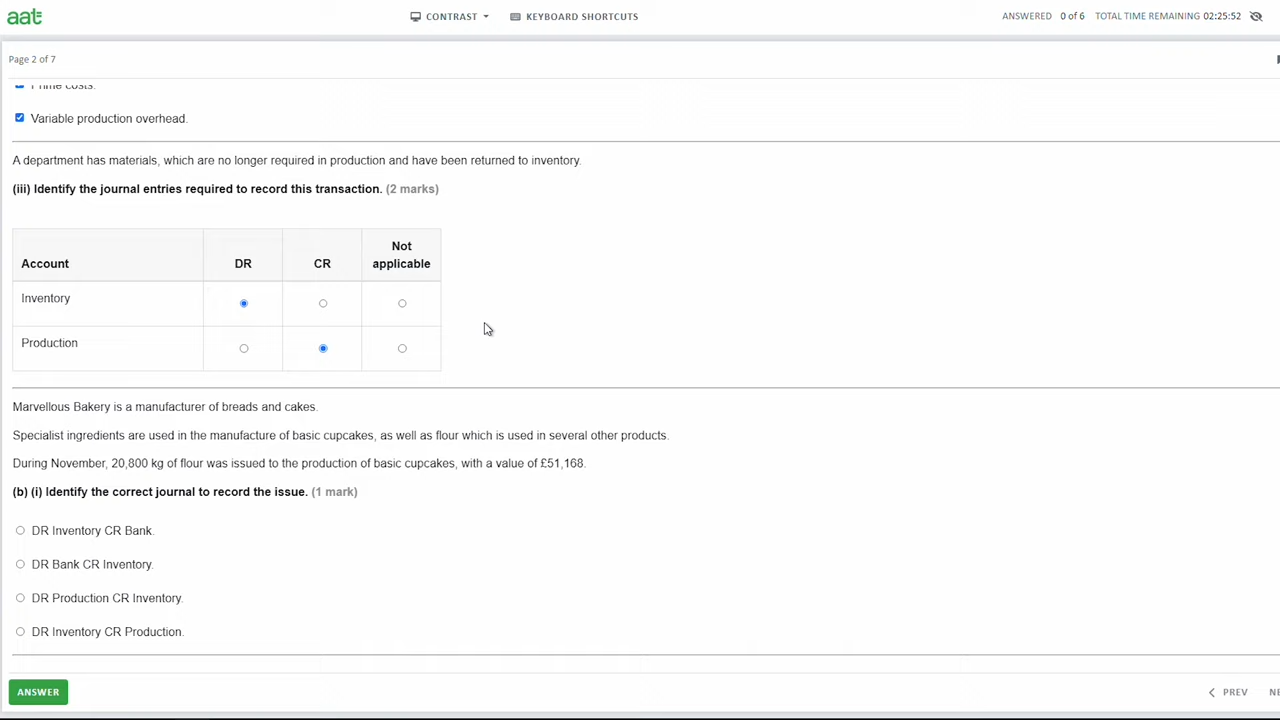 aat
CONTRAST
KEYBOARD SHORTCUTS
ANSWERED 0 of 6 TOTAL TIME REMAINING 02:25:52
Page 2 of 7
Prime costs.
Variable production overhead.
A department has materials, which are no longer required in production and have been returned to inventory.
(iii) Identify the journal entries required to record this transaction. (2 marks)
Account DR CR Not applicable
Inventory
Production
Marvellous Bakery is a manufacturer of breads and cakes.
Specialist ingredients are used in the manufacture of basic cupcakes, as well as flour which is used in several other products.
During November, 20,800 kg of flour was issued to the production of basic cupcakes, with a value of £51,168.
(b) (i) Identify the correct journal to record the issue. (1 mark)
DR Inventory CR Bank.
DR Bank CR Inventory.
DR Production CR Inventory.
DR Inventory CR Production.
ANSWER
PREV